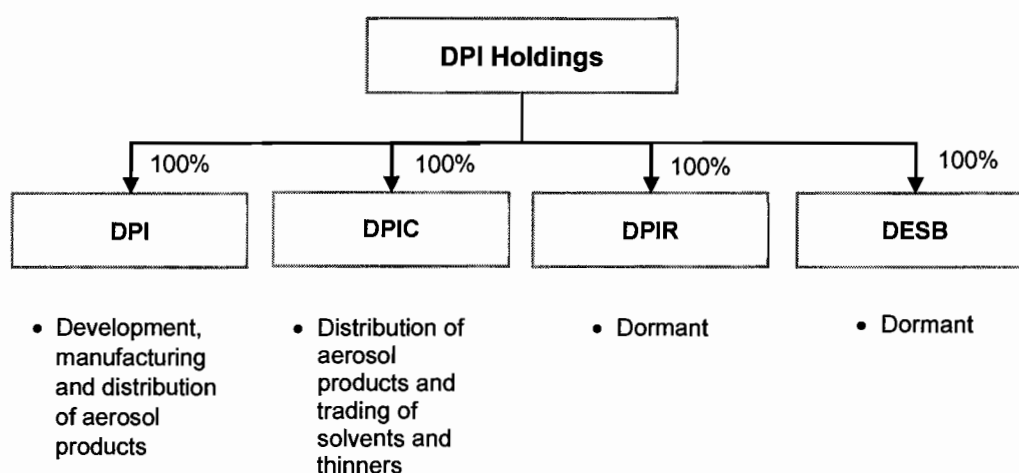 DPI Holdings
100%
100%
100%
100%
DPI
DPIC
DPIR
DESB
• Development,
manufacturing
and distribution
of aerosol
products
• Distribution of
aerosol
products and
trading of
solvents and
thinners
• Dormant
• Dormant